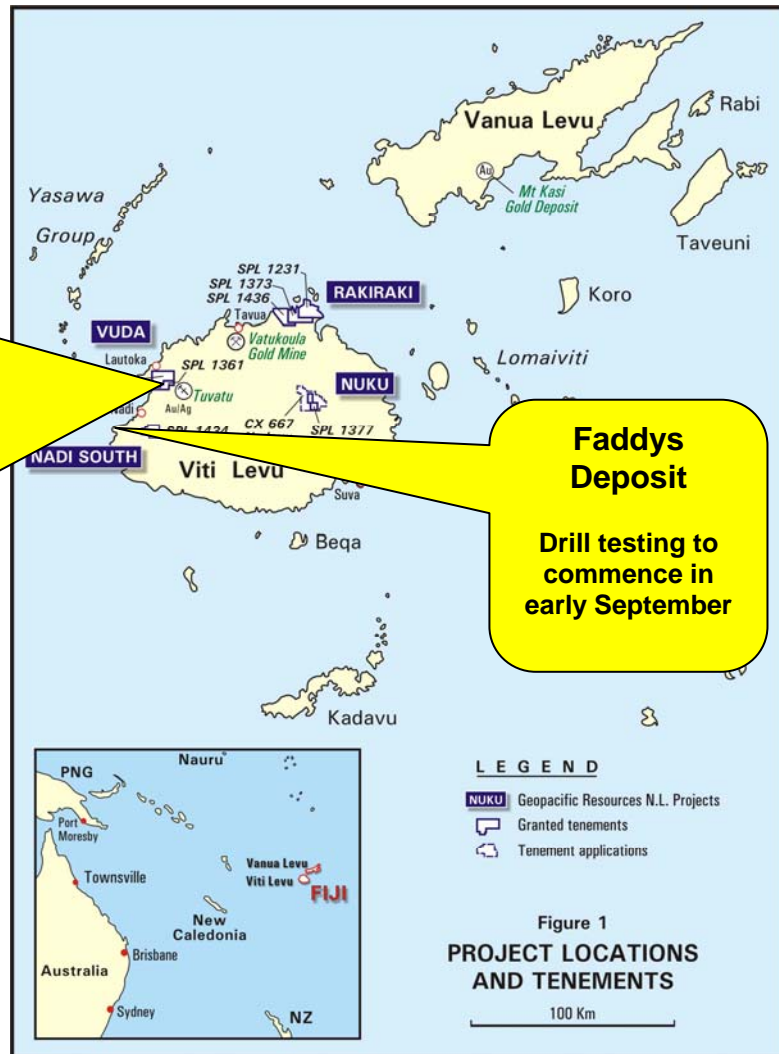 Vanua Levu
Rabi
Au
Mt Kasi
Gold Deposit
Taveuni
Yasawa
Group
Koro
Lomaiviti
SPL 1231
SPL 1373
SPL 1436
RAKIRAKI
Tavua
Vatukoula
Gold Mine
VUDA
Lautoka
SPL 1361
Tuvatu
Au/Ag
NUKU
CX 667
SPL 1377
SPL 1434
NADI SOUTH
Viti Levu
Suva
Beqa
Kadavu
Faddys
Deposit
Drill testing to
commence in
early September
PNG
Nauru
Port
Moresby
Townsville
Vanua Levu
Viti Levu
FIJI
New
Caledonia
Brisbane
Australia
Sydney
NZ
LEGEND
NUKU Geopacific Resources N.L. Projects
Granted tenements
Tenement applications
Figure 1
PROJECT LOCATIONS
AND TENEMENTS
100 Km